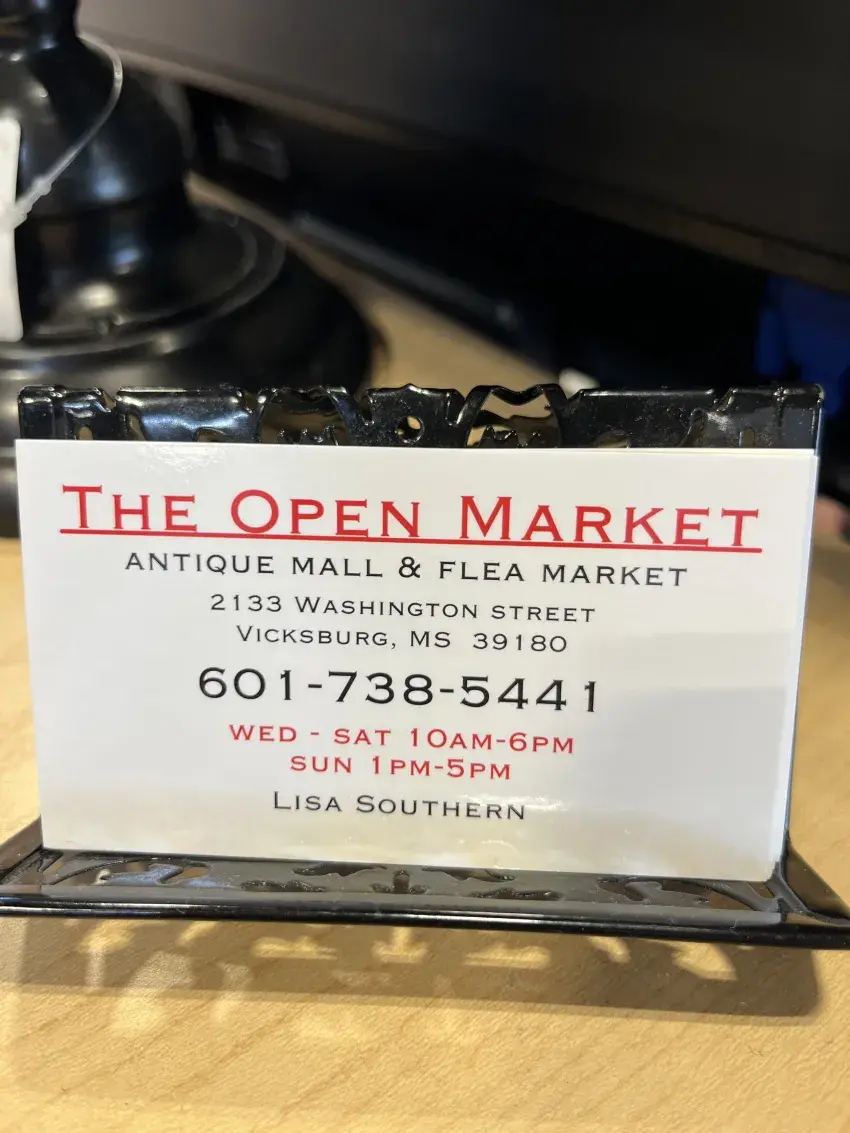 THE OPEN MARKET
ANTIQUE MALL & FLEA MARKET
2133 WASHINGTON STREET
VICKSBURG, MS 39180
601-738-5441
WED - SAT 10AM-6PM
SUN 1PM-5PM
LISA SOUTHERN